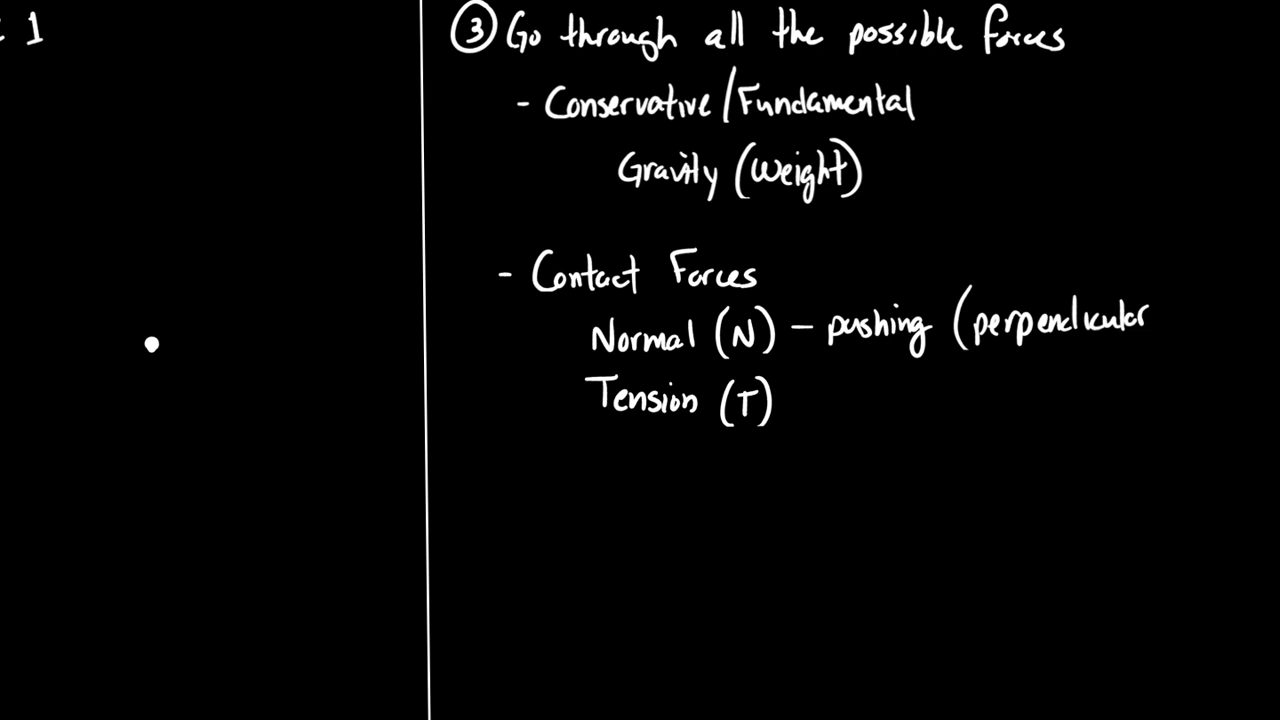 1
③ Go through all the possible forces
- Conservative/Fundamental
Gravity (Weight)
- Contact Forces
Normal (N) - pushing (perpendicular
Tension (T)